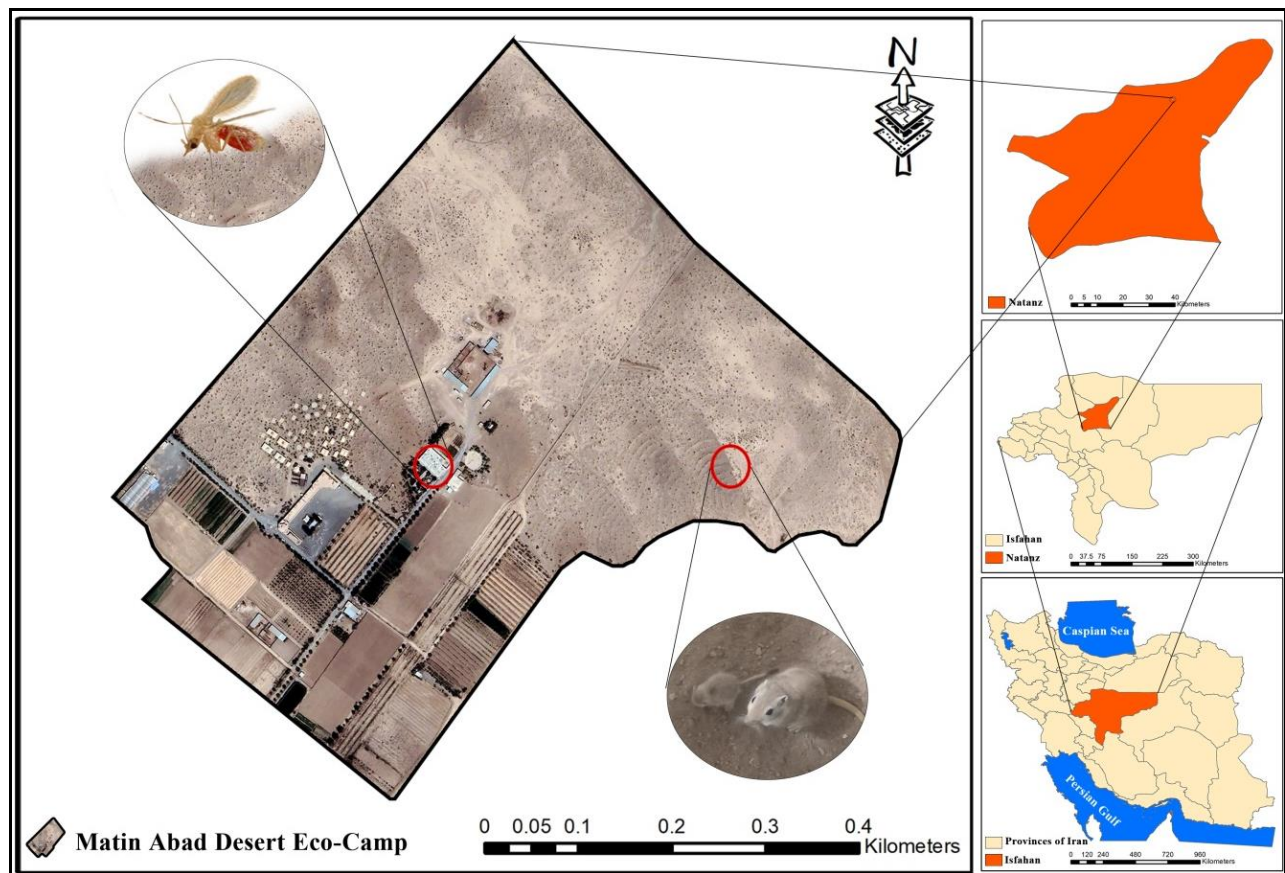 N
Matin Abad Desert Eco-Camp
0 0.05 0.1 0.2 0.3 0.4
Kilometers
Natanz
0 5 10 20 30 40
Kilometers
Isfahan
Natanz
0 37.5 75 150 225 300
Kilometers
Caspian Sea
Persian Gulf
Provinces of Iran
Isfahan
0 120 240 480 720 960
Kilometers